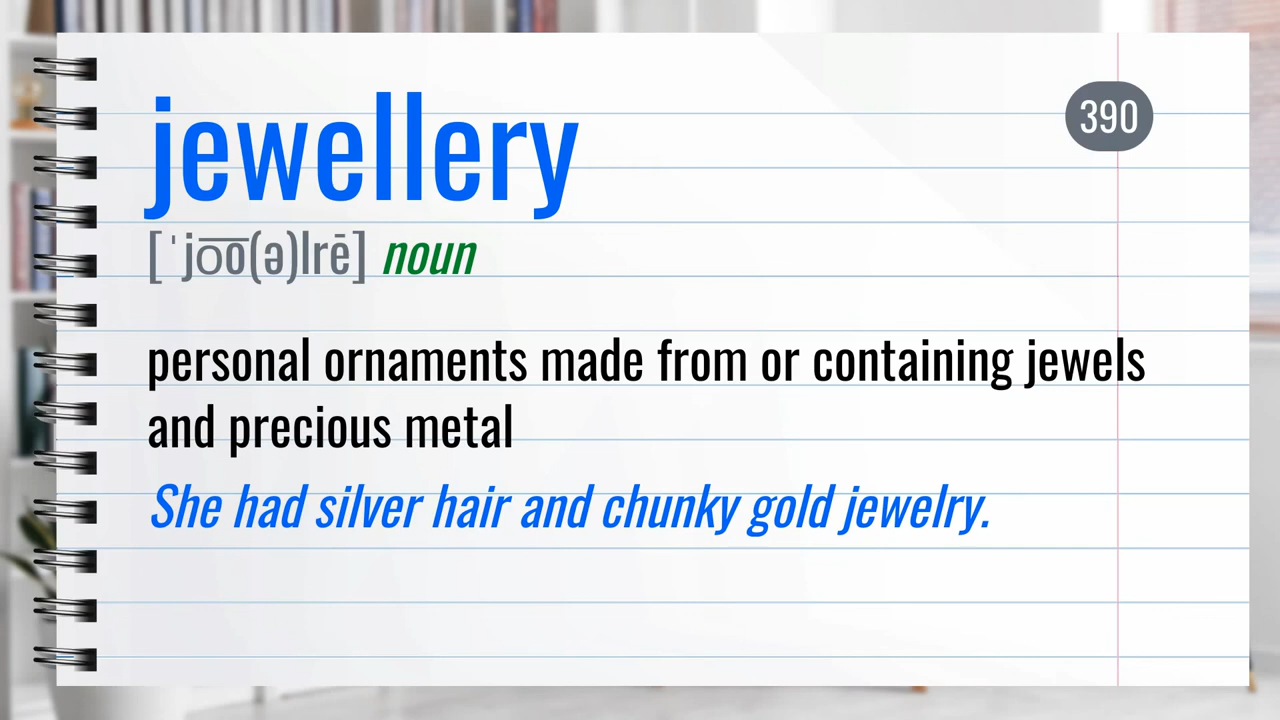 jewellery
390
[ˈjo͞o(ə)lrē] noun
personal ornaments made from or containing jewels
and precious metal
She had silver hair and chunky gold jewelry.